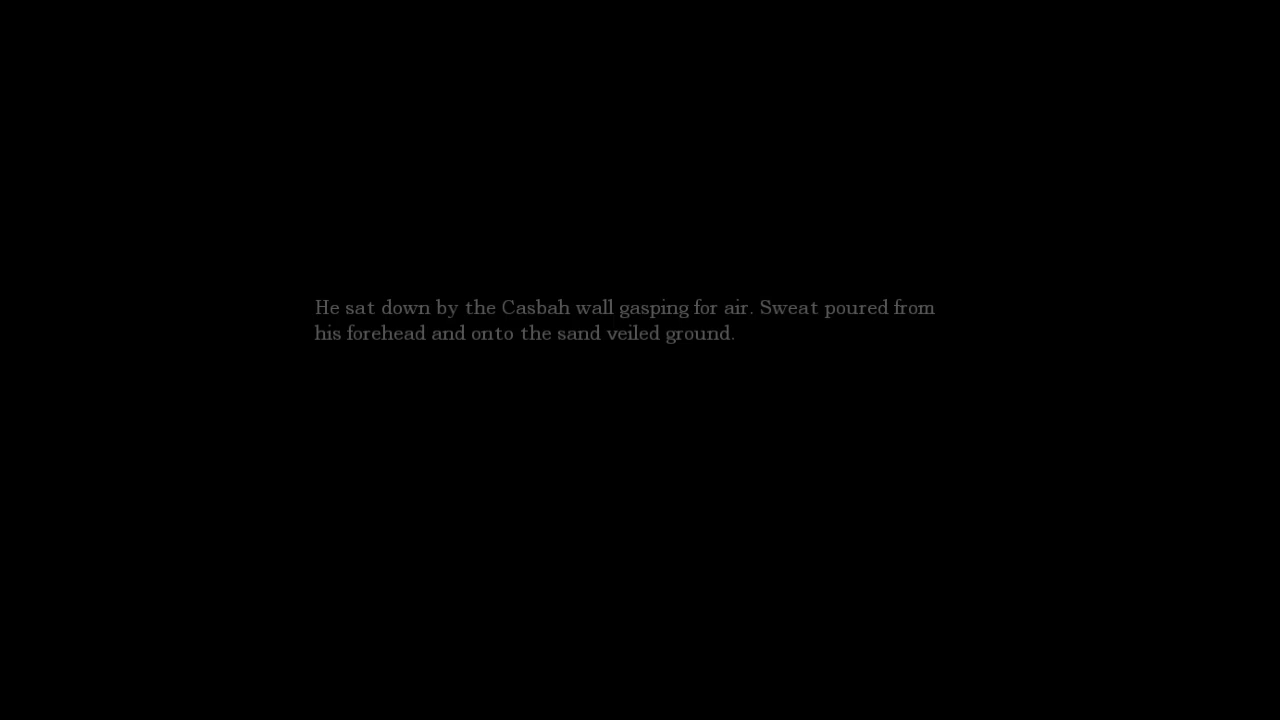 He sat down by the Casbah wall gasping for air. Sweat poured from
his forehead and onto the sand veiled ground.